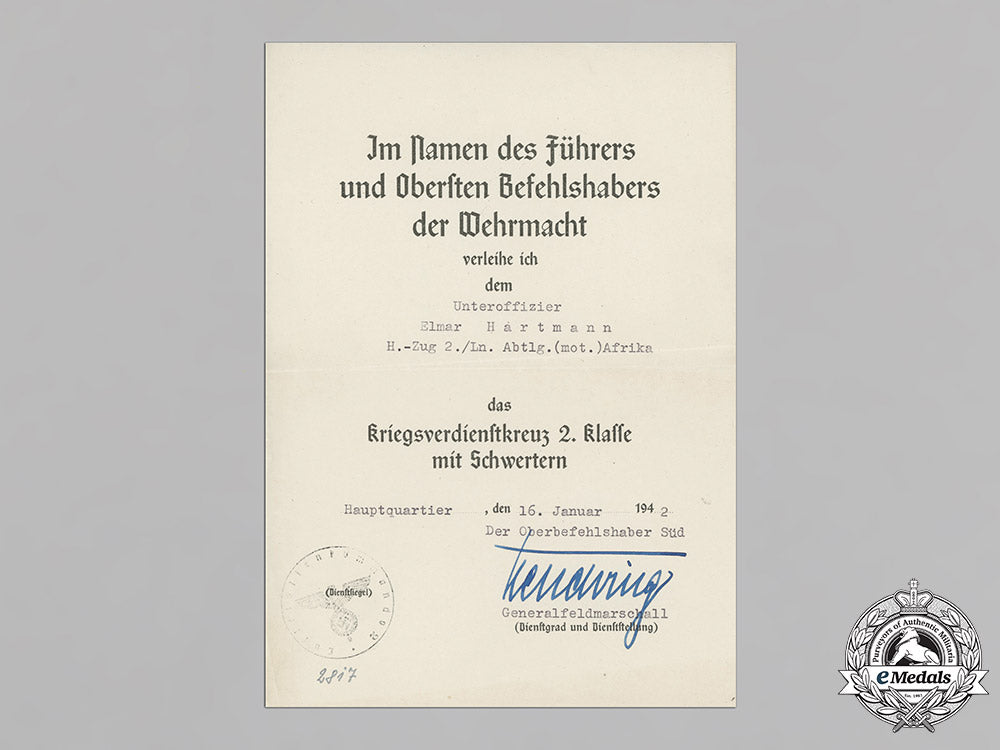 Im Namen des Führers
und Obersten Befehlshabers
der Wehrmacht
verleihe ich
dem
Unteroffizier
Elmar H a r t m a n n
H.-Zug 2./Ln. Abtlg.(mot.)Afrika
das
Kriegsverdienstkreuz 2. Klasse
mit Schwertern
Hauptquartier , den 16. Januar 1942
Der Oberbefehlshaber Süd
(Dienstsiegel)
Generalfeldmarschall
(Dienstgrad und Dienststellung)
2817
Purveyors of Authentic Militaria
eMedals